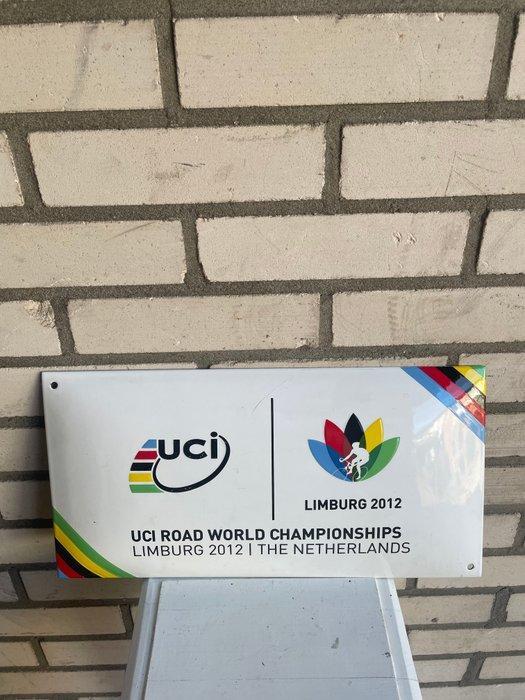 uci
LIMBURG 2012
UCI ROAD WORLD CHAMPIONSHIPS
LIMBURG 2012 | THE NETHERLANDS